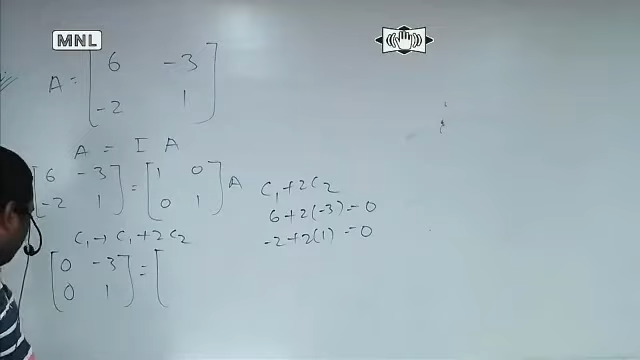 MNL
A = [ 6 -3
-2 1 ]
A = I A
[ 6 -3
-2 1 ] = [ 1 0
0 1 ] A
C₁ → C₁ + 2C₂
[ 0 -3
0 1 ] = [
C₁ + 2C₂
6 + 2(-3) = 0
-2 + 2(1) = 0